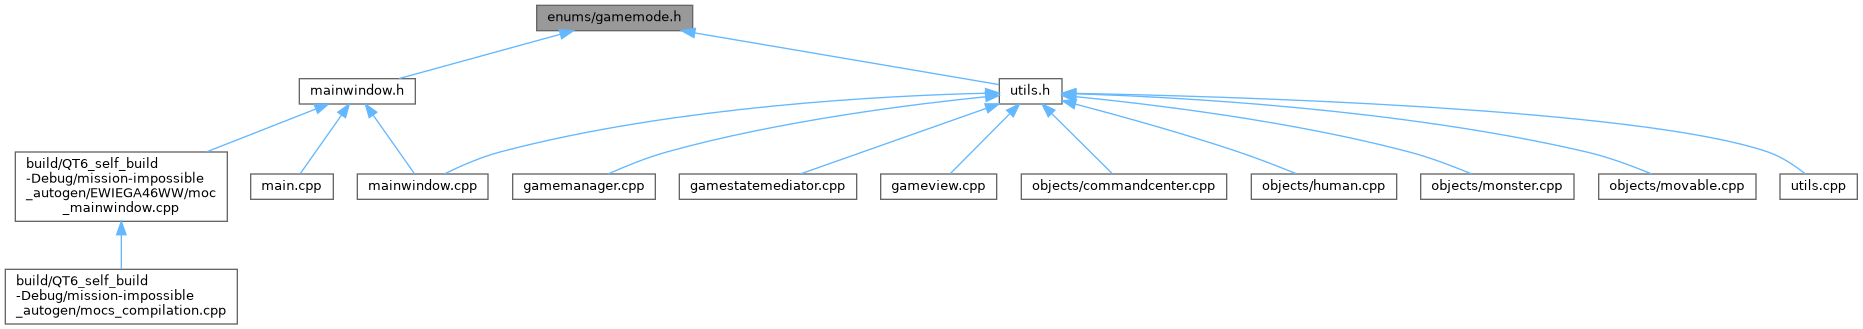 enums/gamemode.h
mainwindow.h
utils.h
build/QT6_self_build
-Debug/mission-impossible
_autogen/EWIEGA46WW/moc
_mainwindow.cpp
main.cpp
mainwindow.cpp
gamemanager.cpp
gamestatemediator.cpp
gameview.cpp
objects/commandcenter.cpp
objects/human.cpp
objects/monster.cpp
objects/movable.cpp
utils.cpp
build/QT6_self_build
-Debug/mission-impossible
_autogen/mocs_compilation.cpp